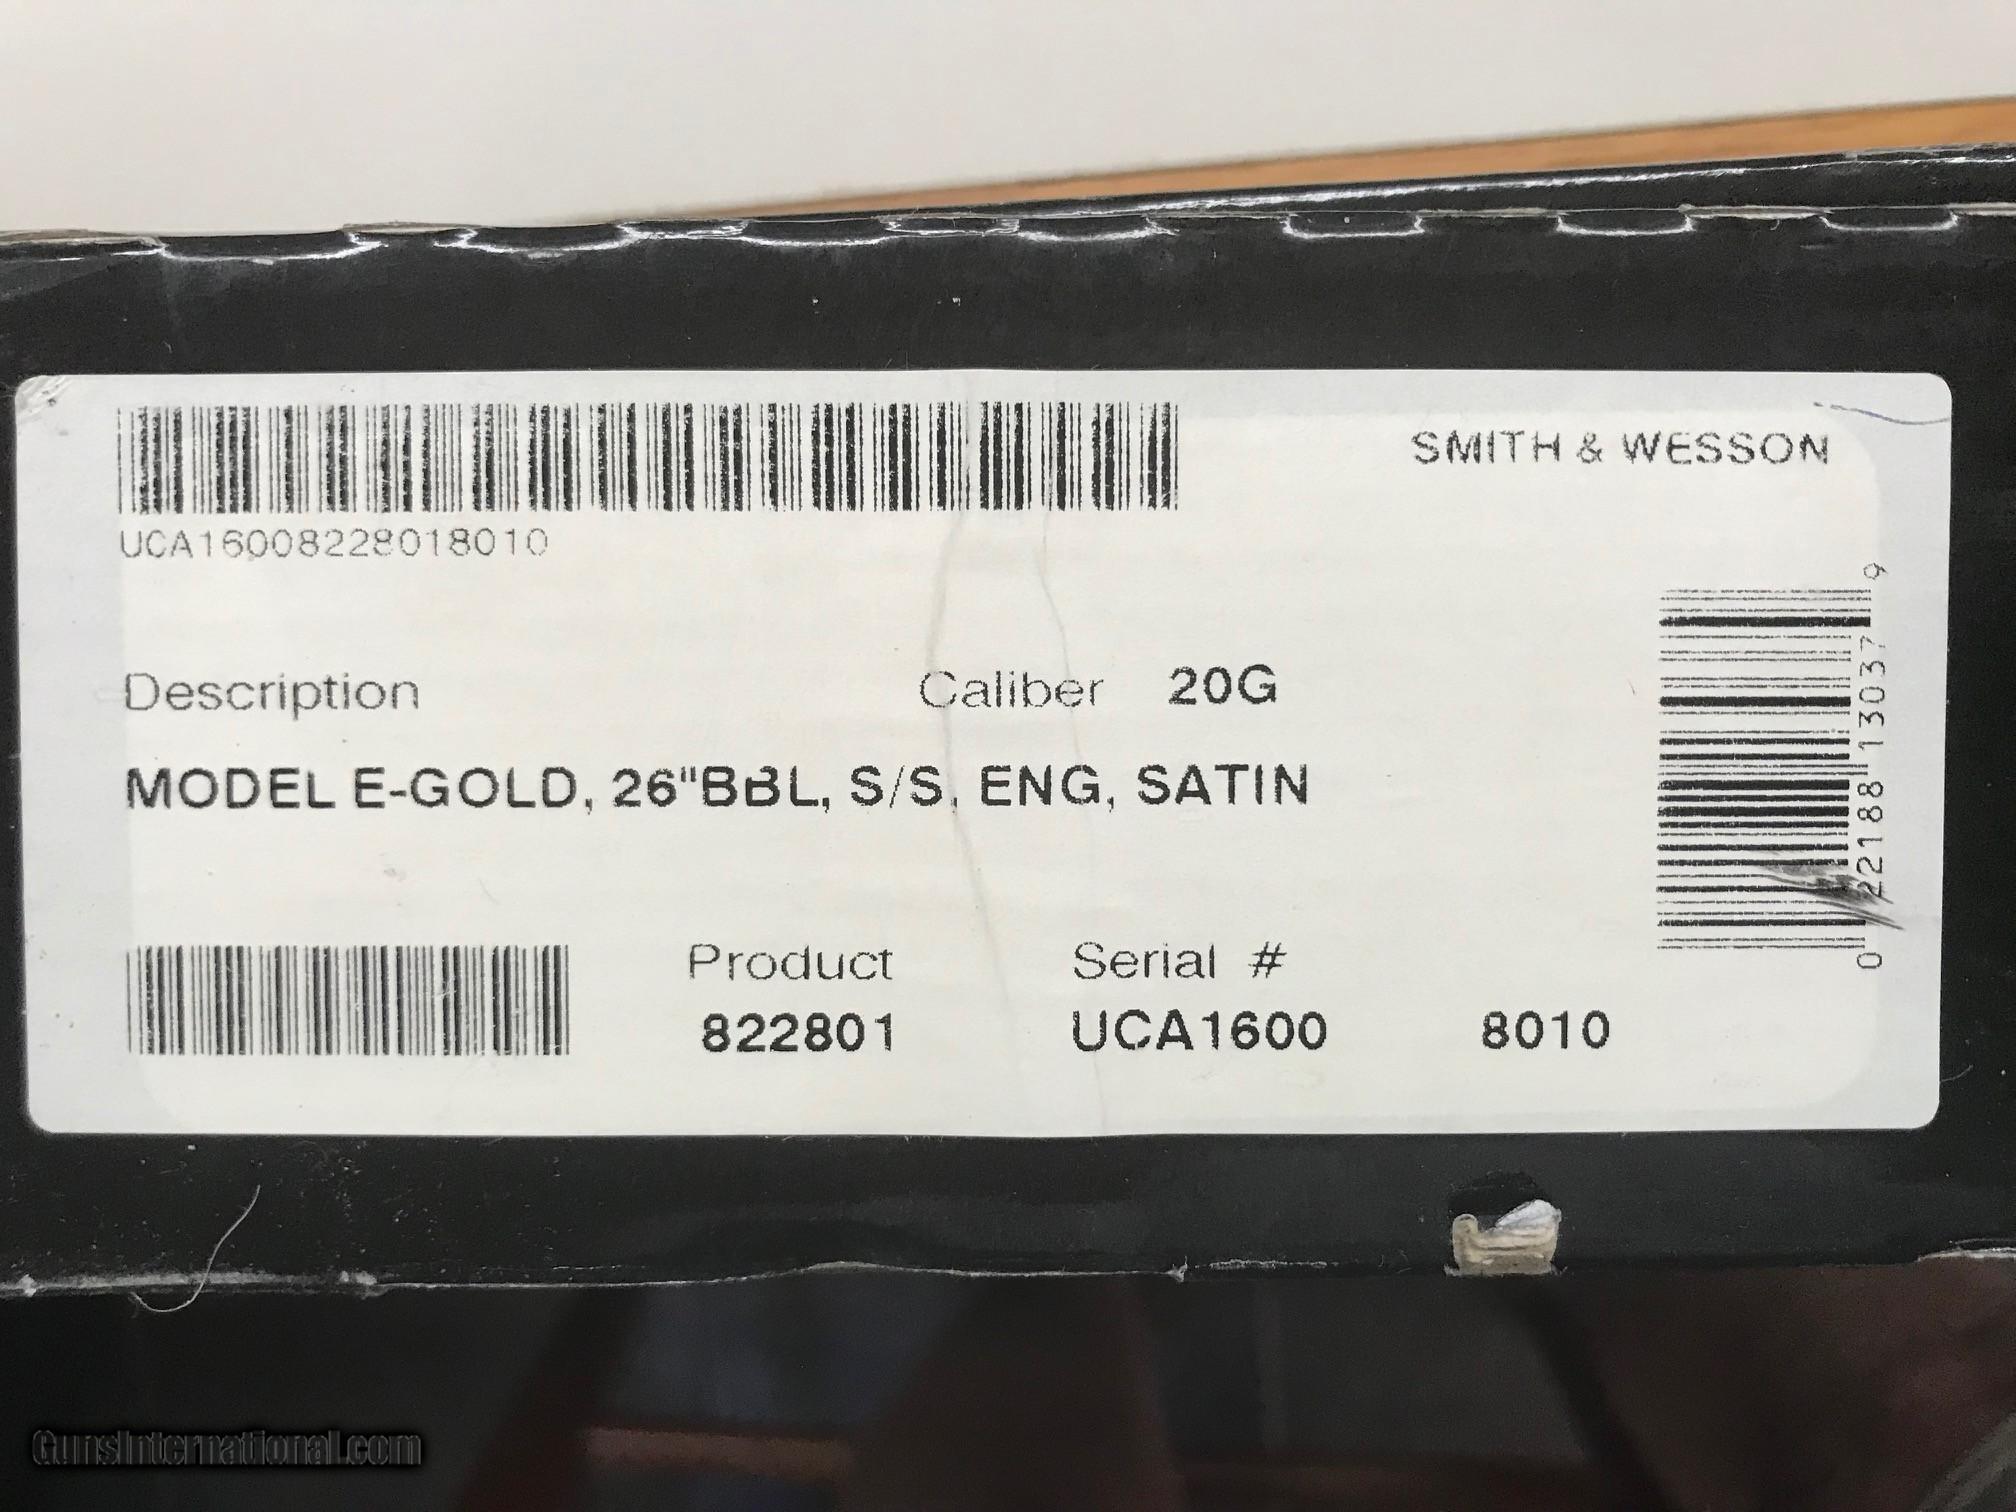 SMITH & WESSON
UCA16008228018010
Description
Caliber 20G
MODEL E-GOLD, 26"BBL, S/S, ENG, SATIN
0 22188 13037 9
Product
Serial #
822801
UCA1600 8010
GunsInternational.com